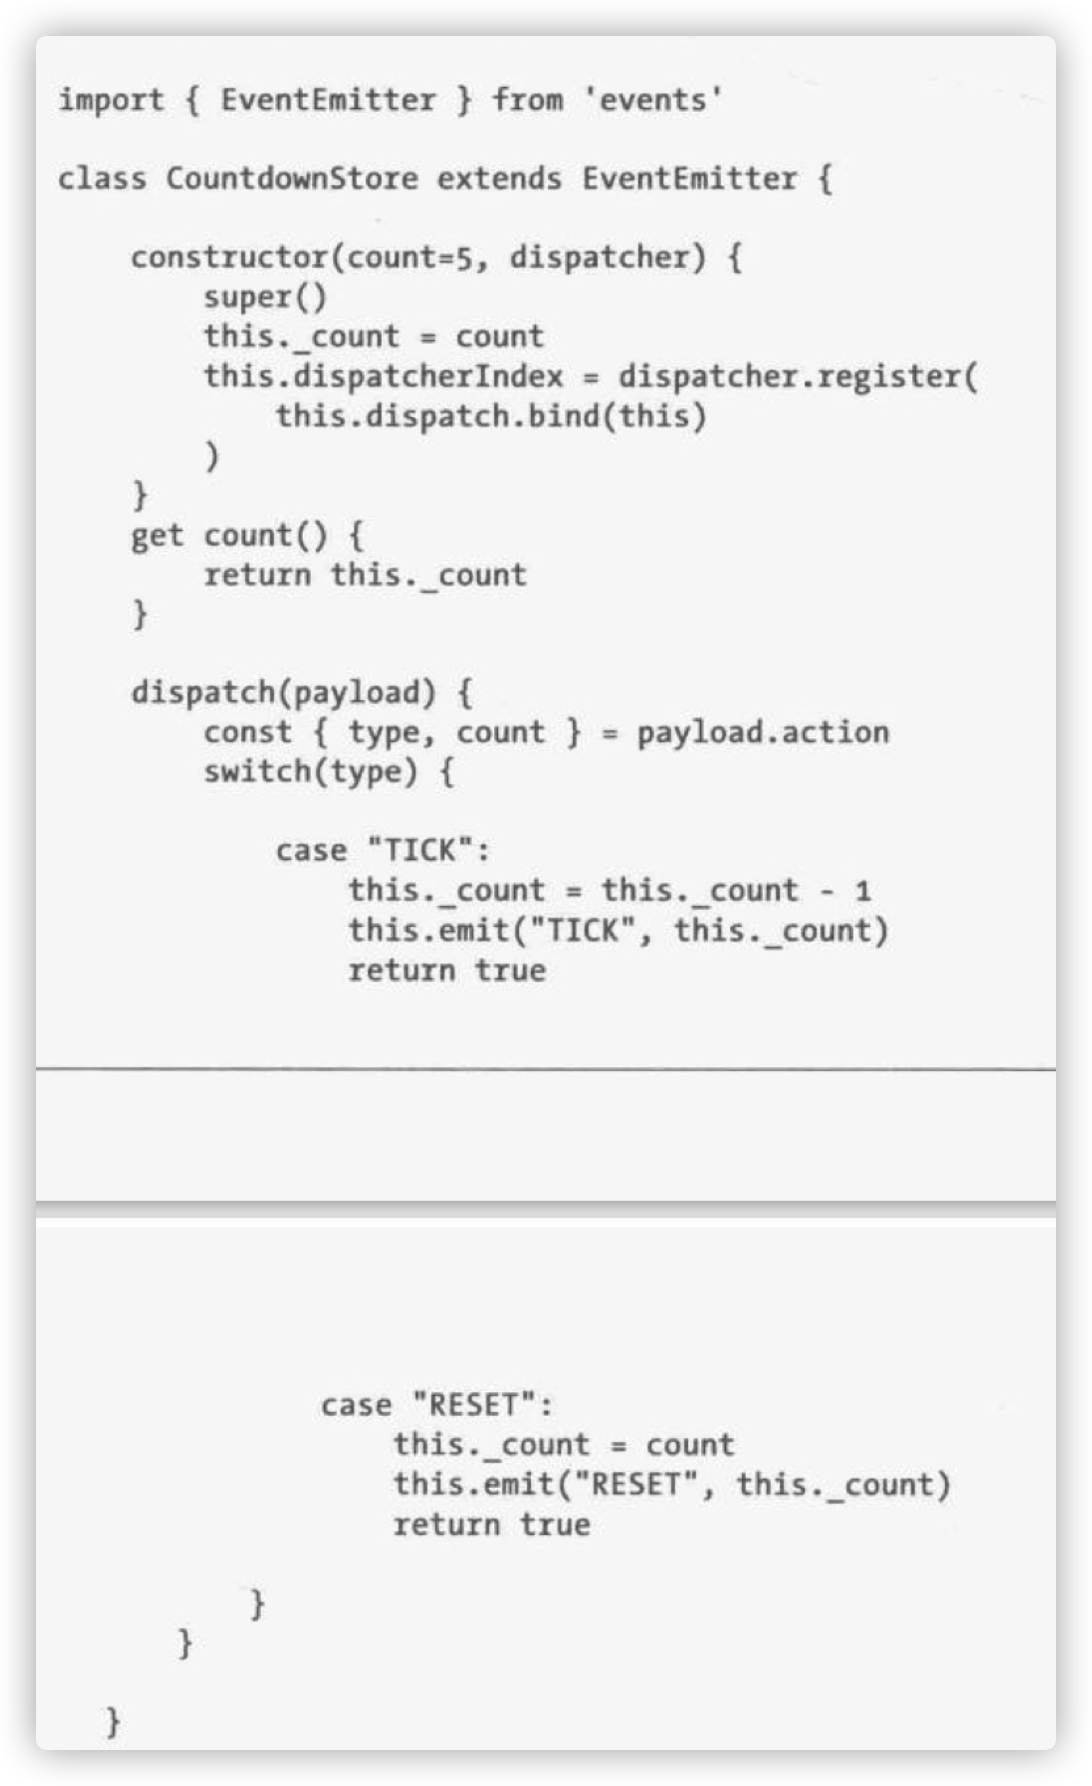 import { EventEmitter } from 'events'
class CountdownStore extends EventEmitter {
constructor(count=5, dispatcher) {
super()
this._count = count
this.dispatcherIndex = dispatcher.register(
this.dispatch.bind(this)
)
}
get count() {
return this._count
}
dispatch(payload) {
const { type, count } = payload.action
switch(type) {
case "TICK":
this._count = this._count - 1
this.emit("TICK", this._count)
return true
case "RESET":
this._count = count
this.emit("RESET", this._count)
return true
}
}
}